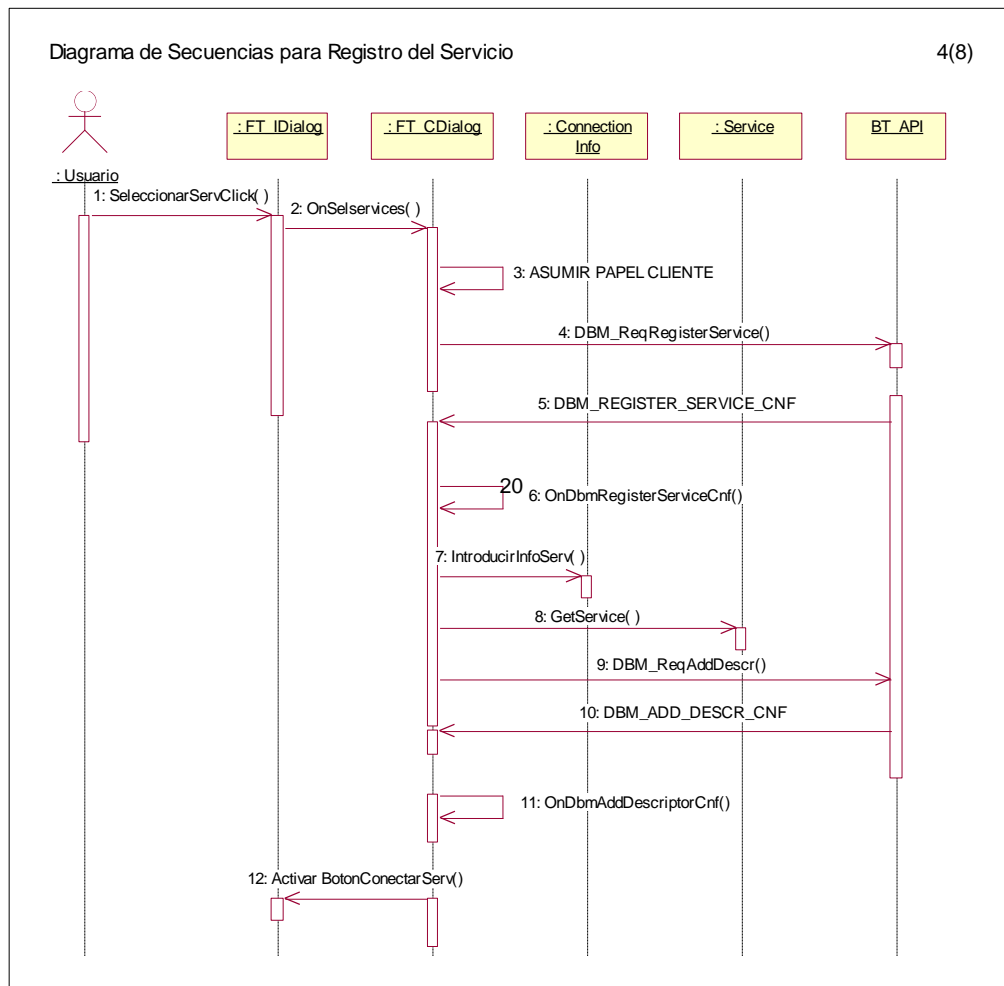 Diagrama de Secuencias para Registro del Servicio 4(8)
: Usuario
: FT_IDialog
: FT_CDialog
: Connection
Info
: Service
BT_API
1: SeleccionarServClick( )
2: OnSelservices( )
3: ASUMIR PAPEL CLIENTE
4: DBM_ReqRegisterService()
5: DBM_REGISTER_SERVICE_CNF
20
6: OnDbmRegisterServiceCnf()
7: IntroducirInfoServ( )
8: GetService( )
9: DBM_ReqAddDescr()
10: DBM_ADD_DESCR_CNF
11: OnDbmAddDescriptorCnf()
12: Activar BotonConectarServ()